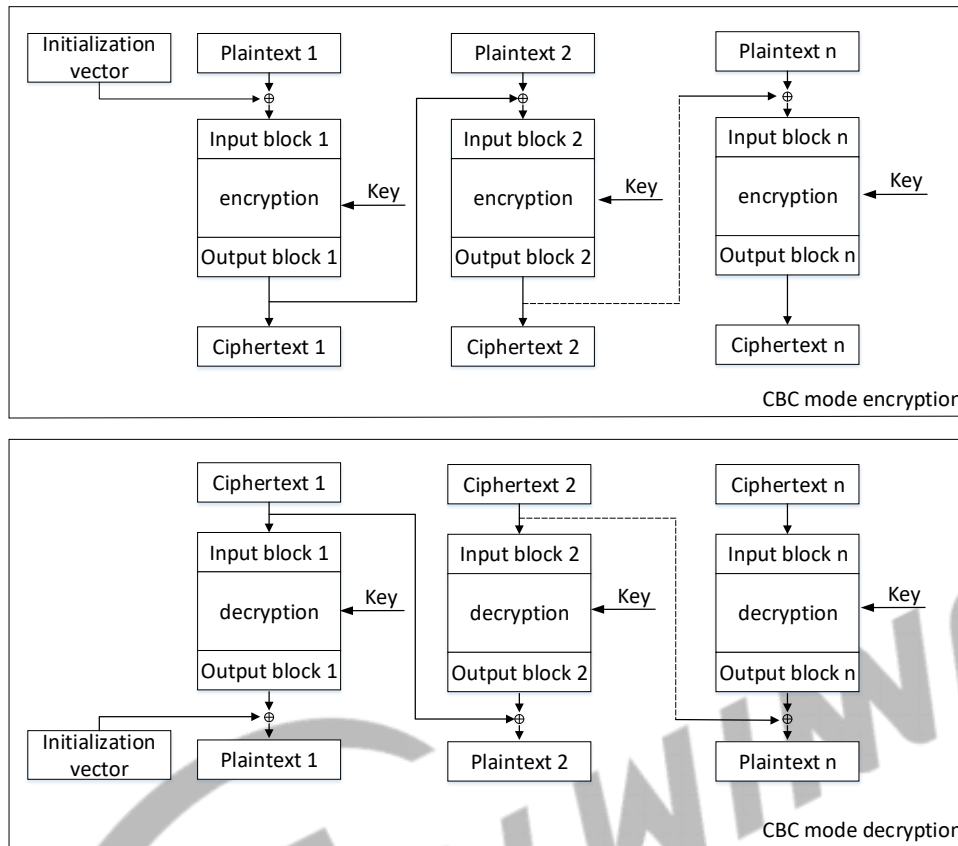 Initialization
vector
Plaintext 1
Plaintext 2
Plaintext n
⊕
⊕
⊕
Input block 1
Input block 2
Input block n
encryption
Key
encryption
Key
encryption
Key
Output block 1
Output block 2
Output block n
Ciphertext 1
Ciphertext 2
Ciphertext n
CBC mode encryption
Ciphertext 1
Ciphertext 2
Ciphertext n
Input block 1
Input block 2
Input block n
decryption
Key
decryption
Key
decryption
Key
Output block 1
Output block 2
Output block n
⊕
⊕
⊕
Initialization
vector
Plaintext 1
Plaintext 2
Plaintext n
CBC mode decryption